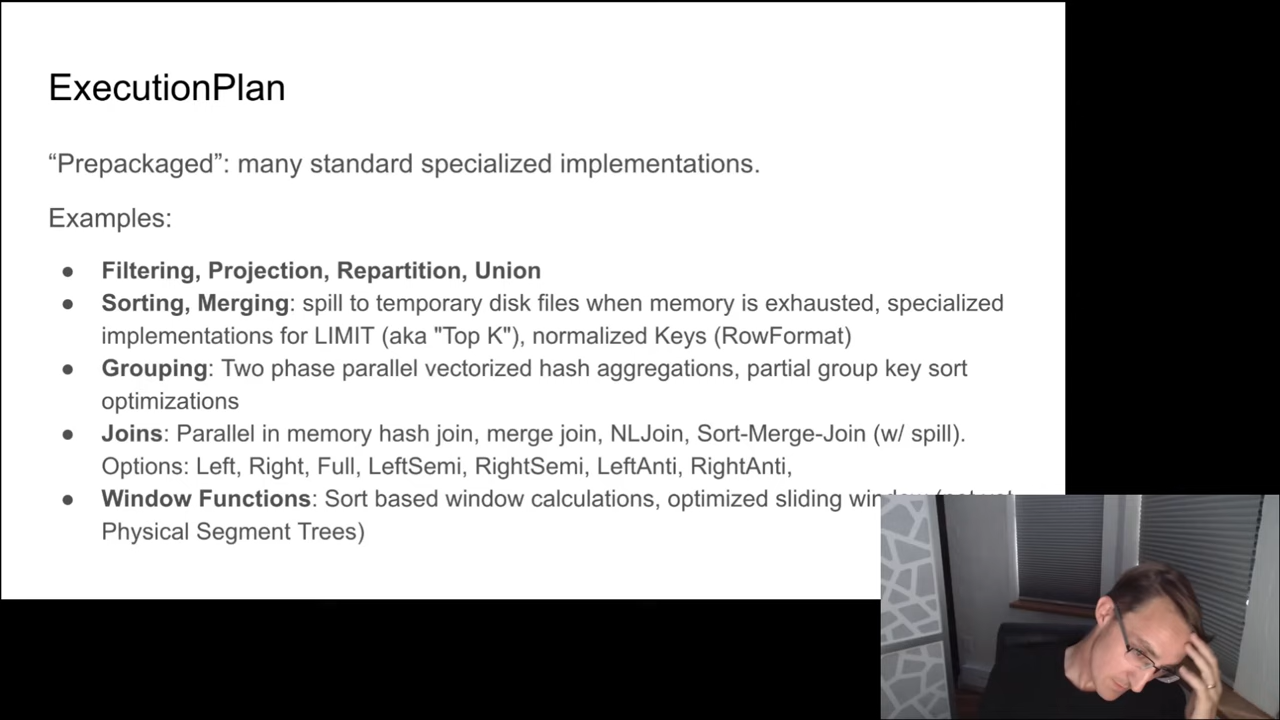 ExecutionPlan
“Prepackaged”: many standard specialized implementations.
Examples:
● Filtering, Projection, Repartition, Union
● Sorting, Merging: spill to temporary disk files when memory is exhausted, specialized
implementations for LIMIT (aka "Top K"), normalized Keys (RowFormat)
● Grouping: Two phase parallel vectorized hash aggregations, partial group key sort
optimizations
● Joins: Parallel in memory hash join, merge join, NLJoin, Sort-Merge-Join (w/ spill).
Options: Left, Right, Full, LeftSemi, RightSemi, LeftAnti, RightAnti,
● Window Functions: Sort based window calculations, optimized sliding window
Physical Segment Trees)